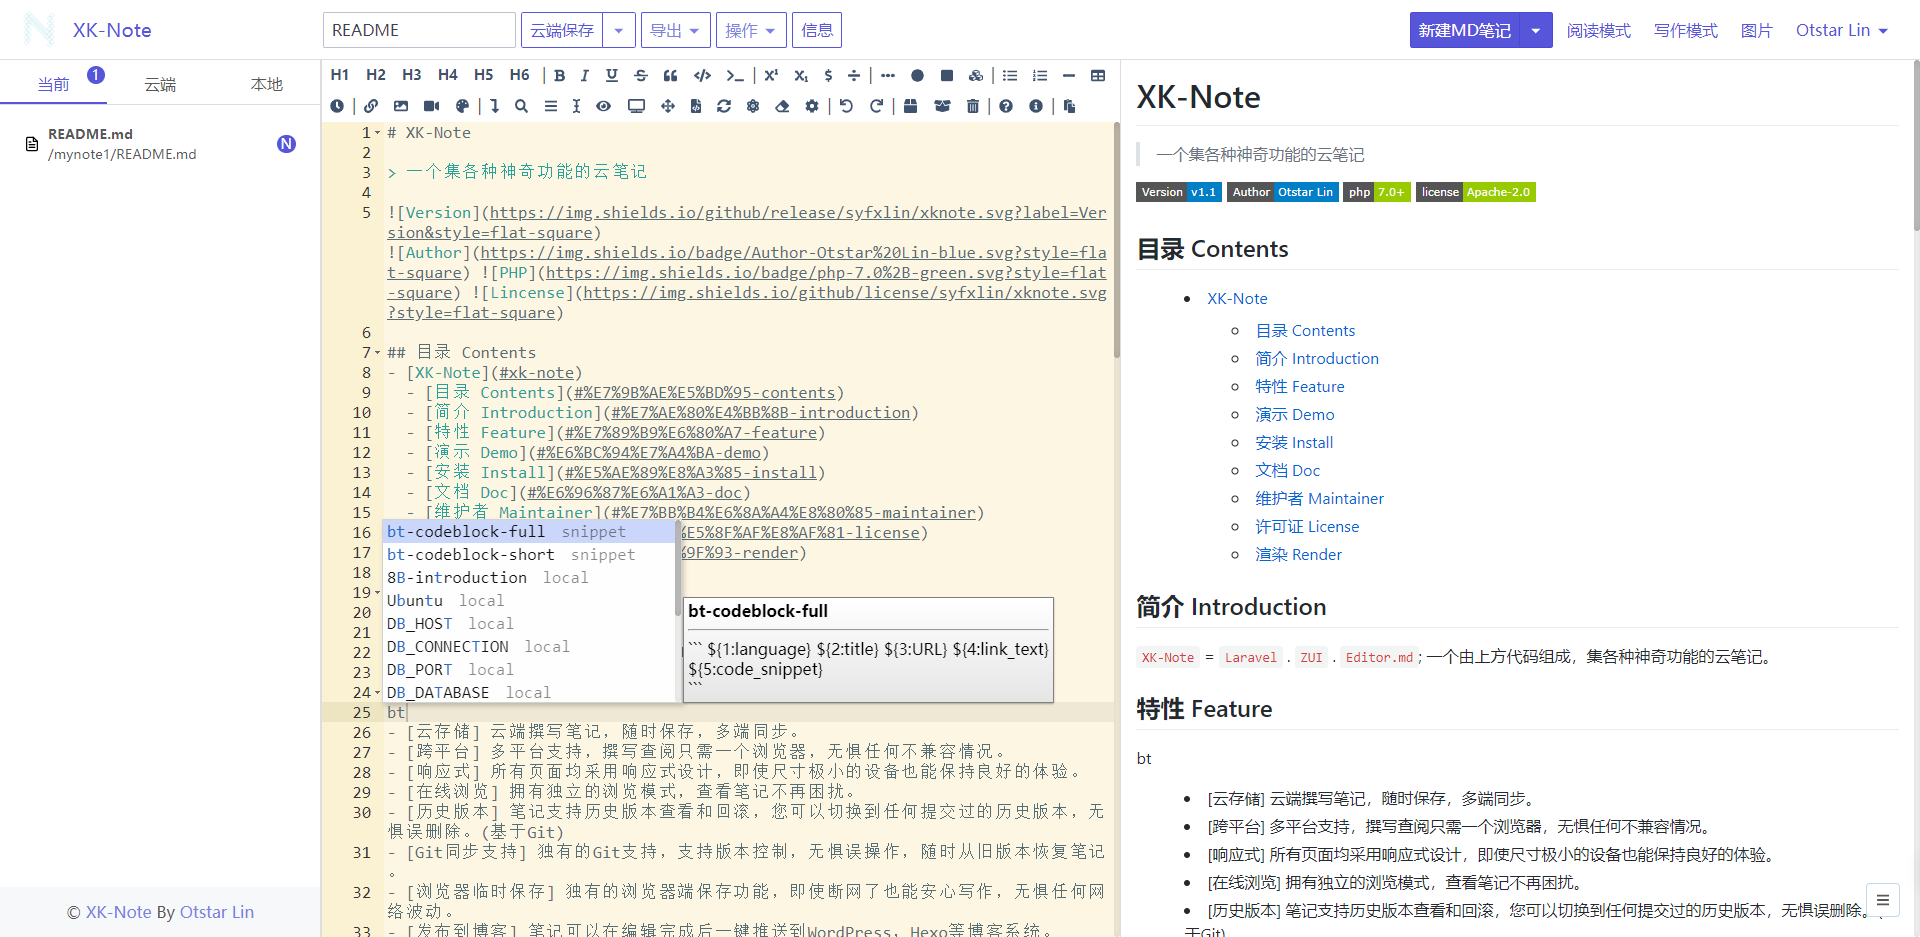 XK-Note
README
云端保存
导出
操作
信息
新建MD笔记
阅读模式
写作模式
图片
Otstar Lin
当前
1
云端
本地
README.md
/mynote1/README.md
N
© XK-Note By Otstar Lin
H1 H2 H3 H4 H5 H6
1 # XK-Note
2
3 > 一个集各种神奇功能的云笔记
4
5 ![Version](https://img.shields.io/github/release/syfxlin/xknote.svg?label=Ver
sion&style=flat-square)
![Author](https://img.shields.io/badge/Author-Otstar%20Lin-blue.svg?style=fla
t-square) ![PHP](https://img.shields.io/badge/php-7.0%2B-green.svg?style=flat
-square) ![Lincense](https://img.shields.io/github/license/syfxlin/xknote.svg
?style=flat-square)
6
7 ## 目录 Contents
8 - [XK-Note](#xk-note)
9 - [目录 Contents](#%E7%9B%AE%E5%BD%95-contents)
10 - [简介 Introduction](#%E7%AE%80%E4%BB%8B-introduction)
11 - [特性 Feature](#%E7%89%B9%E6%80%A7-feature)
12 - [演示 Demo](#%E6%BC%94%E7%A4%BA-demo)
13 - [安装 Install](#%E5%AE%89%E8%A3%85-install)
14 - [文档 Doc](#%E6%96%87%E6%A1%A3-doc)
15 - [维护者 Maintainer](#%E7%BB%B4%E6%8A%A4%E8%80%85-maintainer)
16 %E5%8F%AF%E8%AF%81-license)
17 %9F%93-render)
18
19
20
21
22
23
24
bt-codeblock-full snippet
bt-codeblock-short snippet
8B-introduction local
Ubuntu local
DB_HOST local
DB_CONNECTION local
DB_PORT local
DB_DATABASE local
bt-codeblock-full
``` ${1:language} ${2:title} ${3:URL} ${4:link_text}
${5:code_snippet}
```
25 bt
26 - [云存储] 云端撰写笔记，随时保存，多端同步。
27 - [跨平台] 多平台支持，撰写查阅只需一个浏览器，无惧任何不兼容情况。
28 - [响应式] 所有页面均采用响应式设计，即使尺寸极小的设备也能保持良好的体验。
29 - [在线浏览] 拥有独立的浏览模式，查看笔记不再困扰。
30 - [历史版本] 笔记支持历史版本查看和回滚，您可以切换到任何提交过的历史版本，无
惧误删除。(基于Git)
31 - [Git同步支持] 独有的Git支持，支持版本控制，无惧误操作，随时从旧版本恢复笔记
。
32 - [浏览器临时保存] 独有的浏览器端保存功能，即使断网了也能安心写作，无惧任何网
络波动。
33 - [发布到博客] 笔记可以在编辑完成后一键推送到WordPress，Hexo等博客系统。
XK-Note
一个集各种神奇功能的云笔记
Version v1.1 Author Otstar Lin php 7.0+ license Apache-2.0
目录 Contents
XK-Note
目录 Contents
简介 Introduction
特性 Feature
演示 Demo
安装 Install
文档 Doc
维护者 Maintainer
许可证 License
渲染 Render
简介 Introduction
XK-Note = Laravel . ZUI . Editor.md ; 一个由上方代码组成，集各种神奇功能的云笔记。
特性 Feature
bt
[云存储] 云端撰写笔记，随时保存，多端同步。
[跨平台] 多平台支持，撰写查阅只需一个浏览器，无惧任何不兼容情况。
[响应式] 所有页面均采用响应式设计，即使尺寸极小的设备也能保持良好的体验。
[在线浏览] 拥有独立的浏览模式，查看笔记不再困扰。
[历史版本] 笔记支持历史版本查看和回滚，您可以切换到任何提交过的历史版本，无惧误删除。(
于Git)